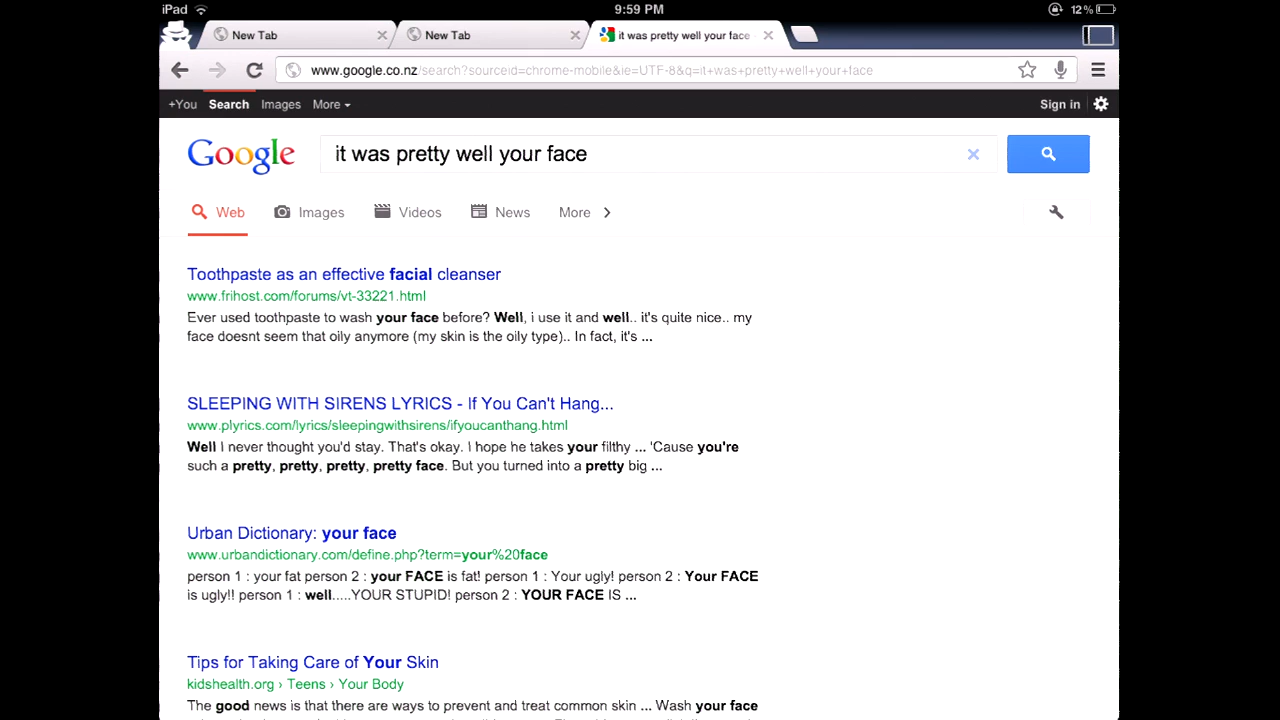 iPad 9:59 PM 12%
New Tab New Tab it was pretty well your face
www.google.co.nz/search?sourceid=chrome-mobile&ie=UTF-8&q=it+was+pretty+well+your+face
+You Search Images More Sign in
Google it was pretty well your face
Web Images Videos News More
Toothpaste as an effective facial cleanser
www.frihost.com/forums/vt-33221.html
Ever used toothpaste to wash your face before? Well, i use it and well.. it's quite nice.. my
face doesnt seem that oily anymore (my skin is the oily type).. In fact, it's ...
SLEEPING WITH SIRENS LYRICS - If You Can't Hang...
www.plyrics.com/lyrics/sleepingwithsirens/ifyoucanthang.html
Well I never thought you'd stay. That's okay. I hope he takes your filthy ... 'Cause you're
such a pretty, pretty, pretty, pretty face. But you turned into a pretty big ...
Urban Dictionary: your face
www.urbandictionary.com/define.php?term=your%20face
person 1 : your fat person 2 : your FACE is fat! person 1 : Your ugly! person 2 : Your FACE
is ugly!! person 1 : well.....YOUR STUPID! person 2 : YOUR FACE IS ...
Tips for Taking Care of Your Skin
kidshealth.org › Teens › Your Body
The good news is that there are ways to prevent and treat common skin ... Wash your face